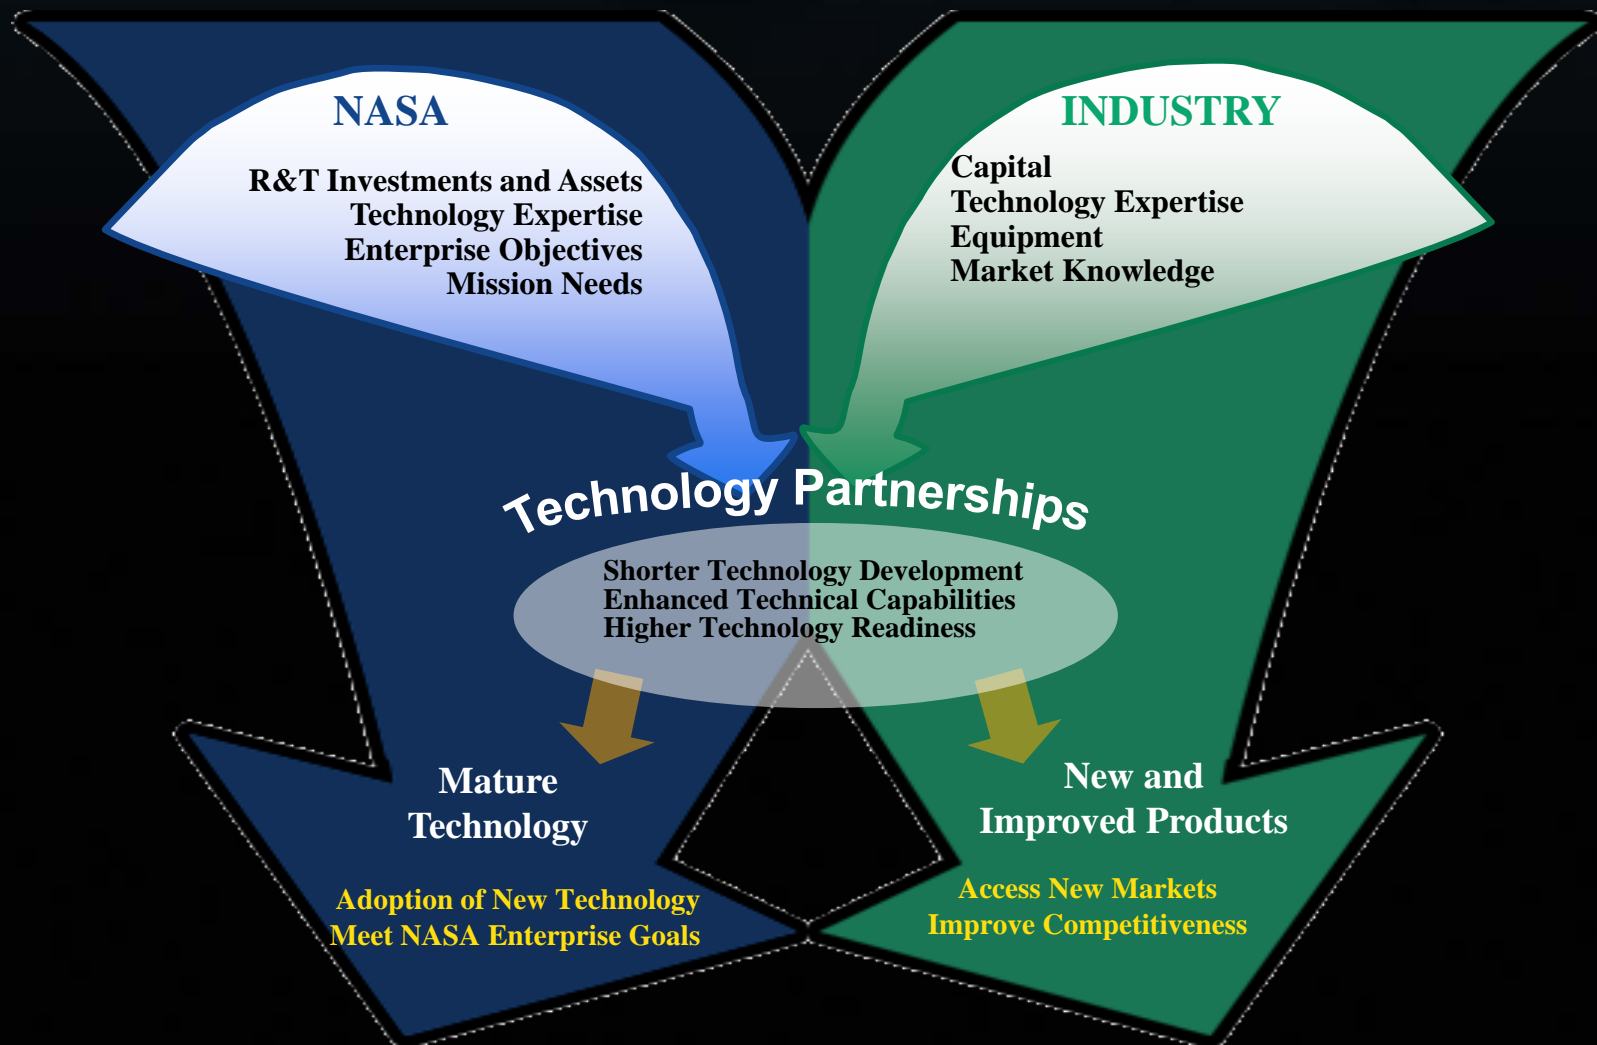 NASA
R&T Investments and Assets
Technology Expertise
Enterprise Objectives
Mission Needs
INDUSTRY
Capital
Technology Expertise
Equipment
Market Knowledge
Technology Partnerships
Shorter Technology Development
Enhanced Technical Capabilities
Higher Technology Readiness
Mature
Technology
Adoption of New Technology
Meet NASA Enterprise Goals
New and
Improved Products
Access New Markets
Improve Competitiveness